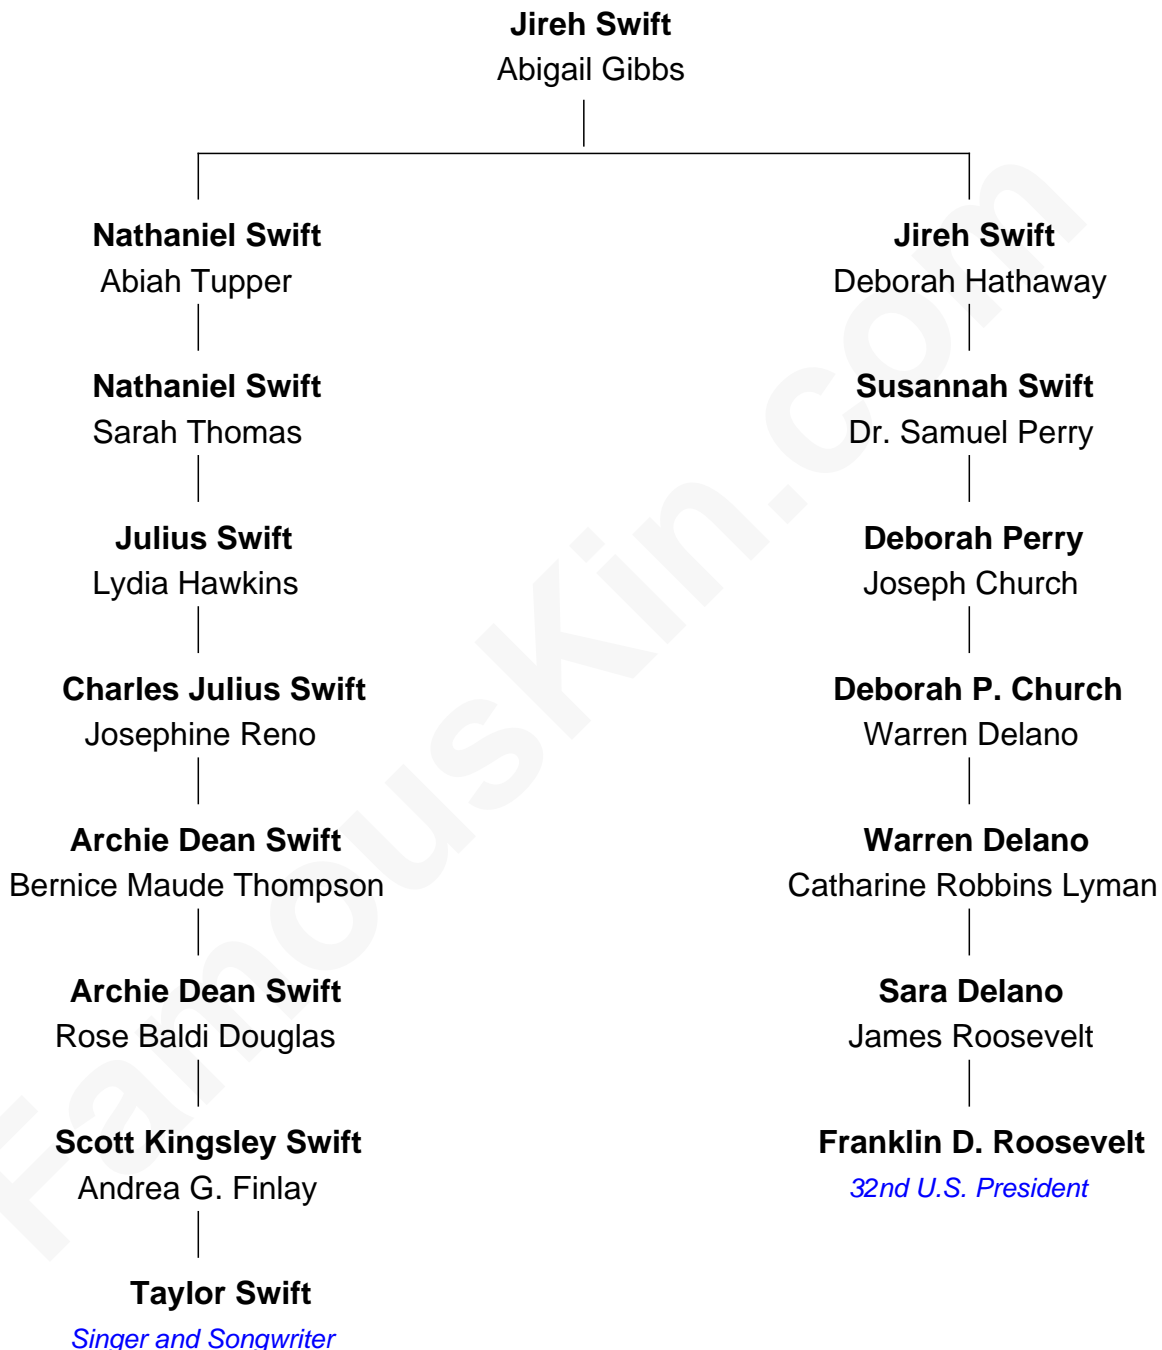 Jireh Swift
Abigail Gibbs
Nathaniel Swift
Abiah Tupper
Jireh Swift
Deborah Hathaway
Nathaniel Swift
Sarah Thomas
Susannah Swift
Dr. Samuel Perry
Julius Swift
Lydia Hawkins
Deborah Perry
Joseph Church
Charles Julius Swift
Josephine Reno
Deborah P. Church
Warren Delano
Archie Dean Swift
Bernice Maude Thompson
Warren Delano
Catharine Robbins Lyman
Archie Dean Swift
Rose Baldi Douglas
Sara Delano
James Roosevelt
Scott Kingsley Swift
Andrea G. Finlay
Franklin D. Roosevelt
32nd U.S. President
Taylor Swift
Singer and Songwriter
FamousKin.com